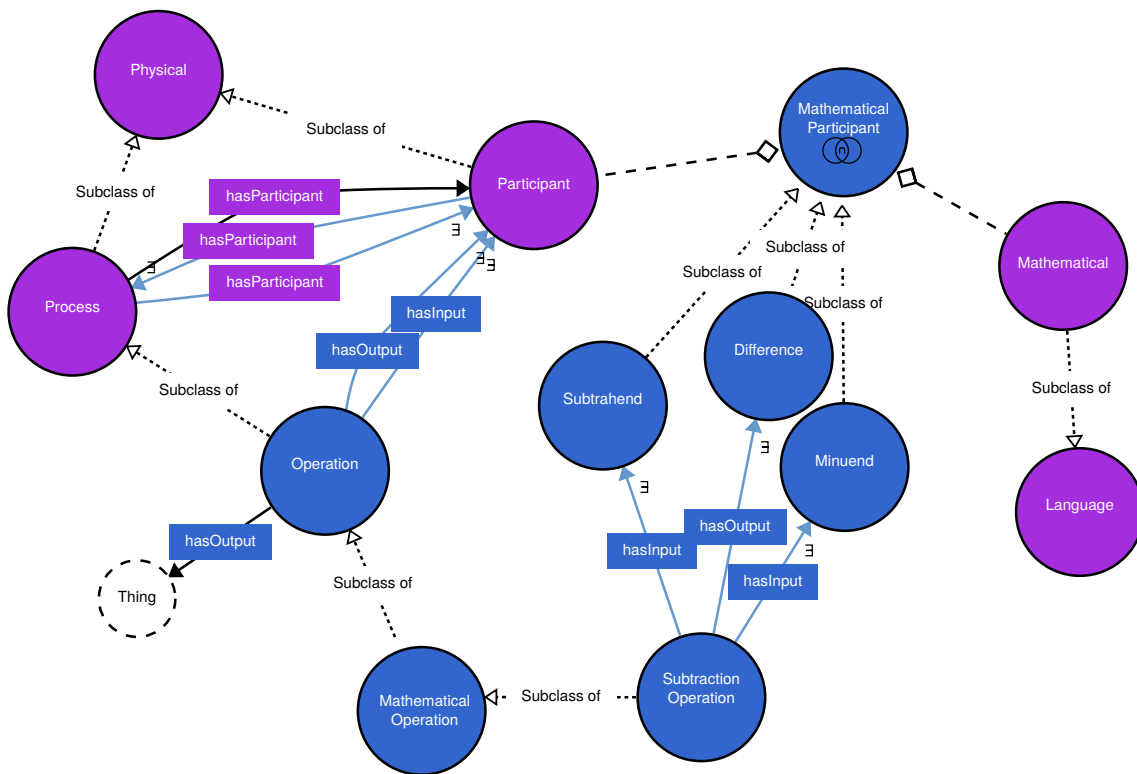 Physical
Subclass of
Mathematical
Participant
∩
Participant
Subclass of
hasParticipant
hasParticipant
∃
∃
∃
∃
hasParticipant
Subclass of
Mathematical
Subclass of
Process
hasInput
Subclass of
Difference
hasOutput
Subclass of
Subclass of
Subtrahend
Operation
Minuend
∃
∃
Language
hasOutput
hasOutput
hasInput
∃
Subclass of
hasInput
Thing
Mathematical
Operation
Subclass of
Subtraction
Operation